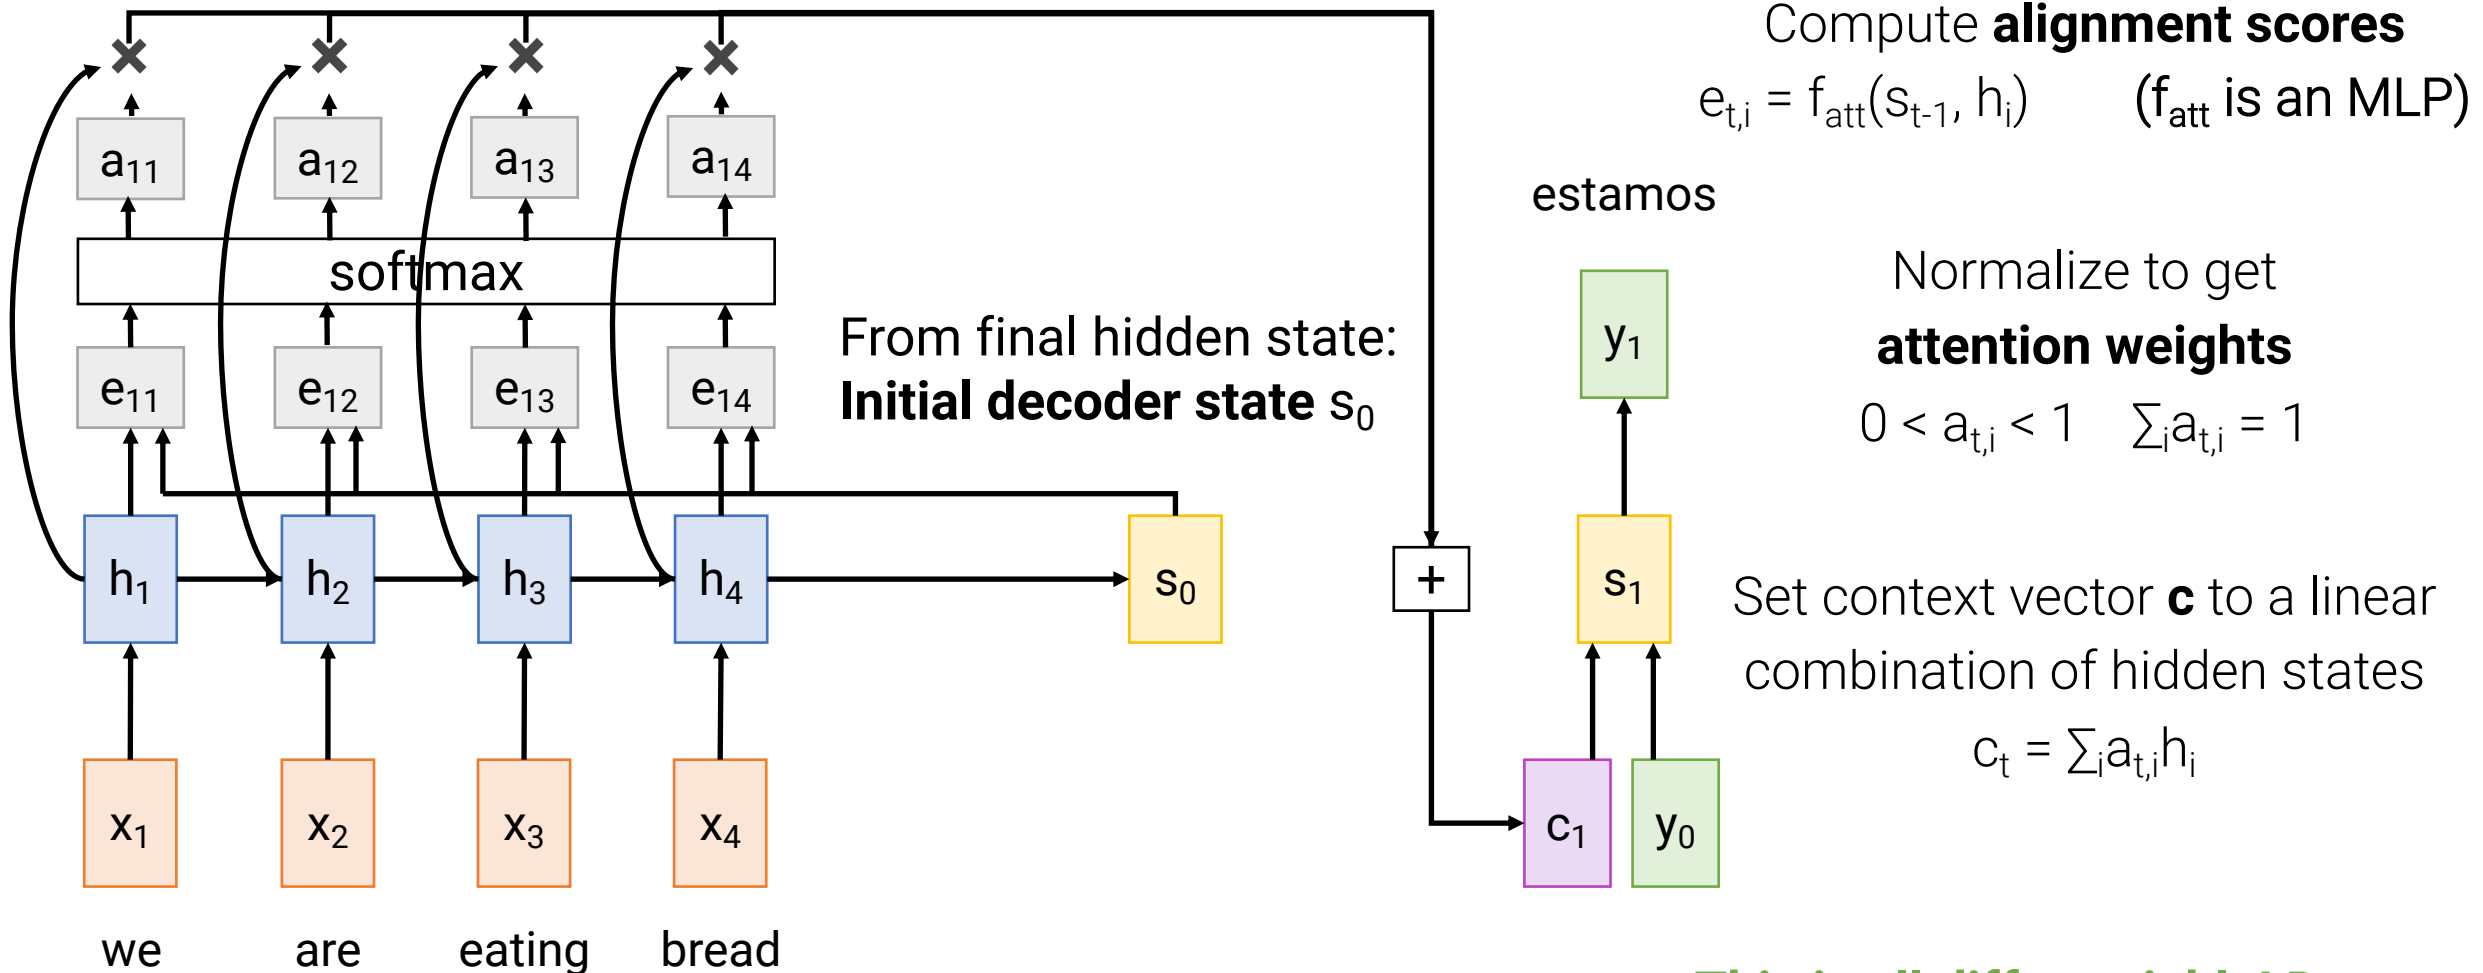 Compute alignment scores
e_{t,i} = f_{att}(s_{t-1}, h_i) (f_{att} is an MLP)
a_{11} a_{12} a_{13} a_{14}
estamos
softmax
Normalize to get
attention weights
0 < a_{t,i} < 1 ∑_i a_{t,i} = 1
From final hidden state:
Initial decoder state s_0
y_1
e_{11} e_{12} e_{13} e_{14}
h_1 h_2 h_3 h_4 s_0 + s_1
Set context vector c to a linear
combination of hidden states
c_t = ∑_i a_{t,i} h_i
x_1 x_2 x_3 x_4 c_1 y_0
we are eating bread